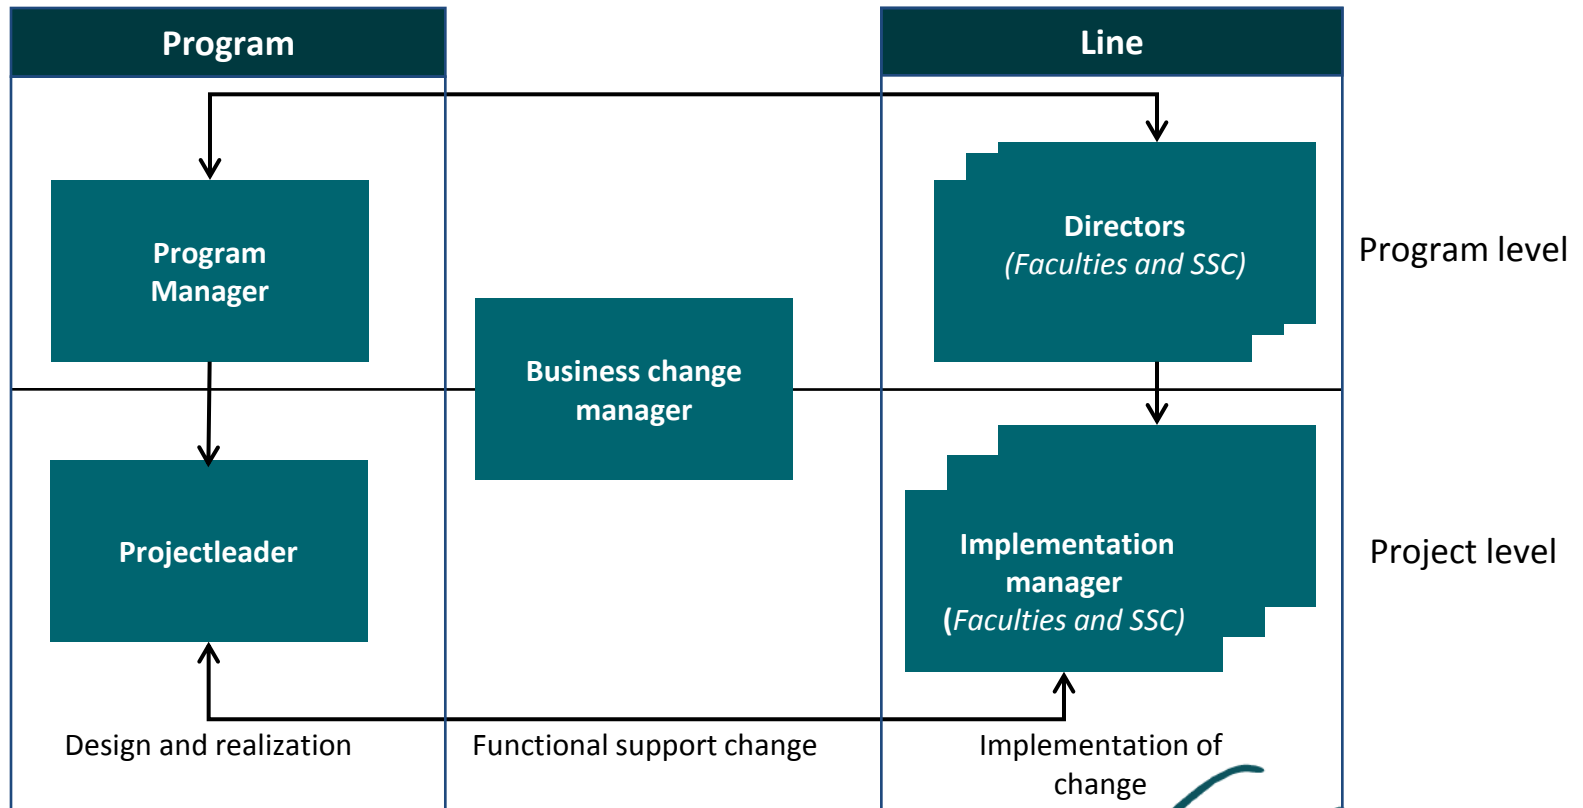 Program
Line
Program
Manager
Directors
(Faculties and SSC)
Program level
Business change
manager
Projectleader
Implementation
manager
(Faculties and SSC)
Project level
Design and realization
Functional support change
Implementation of
change